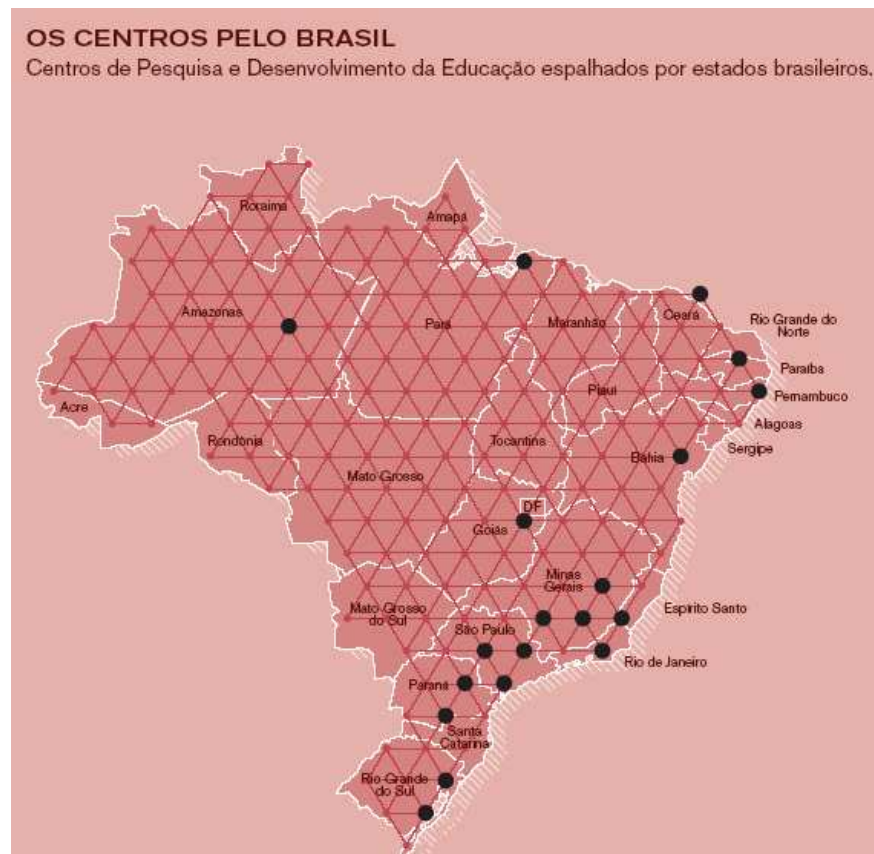 OS CENTROS PELO BRASIL
Centros de Pesquisa e Desenvolvimento da Educação espalhados por estados brasileiros.
Roraima
Amapá
Amazonas
Pará
Maranhão
Ceará
Rio Grande do
Norte
Paraíba
Piauí
Pernambuco
Acre
Alagoas
Rondônia
Tocantins
Sergipe
Bahia
Mato Grosso
DF
Goiás
Minas
Gerais
Mato Grosso
do Sul
Espírito Santo
São Paulo
Rio de Janeiro
Paraná
Santa
Catarina
Rio Grande
do Sul